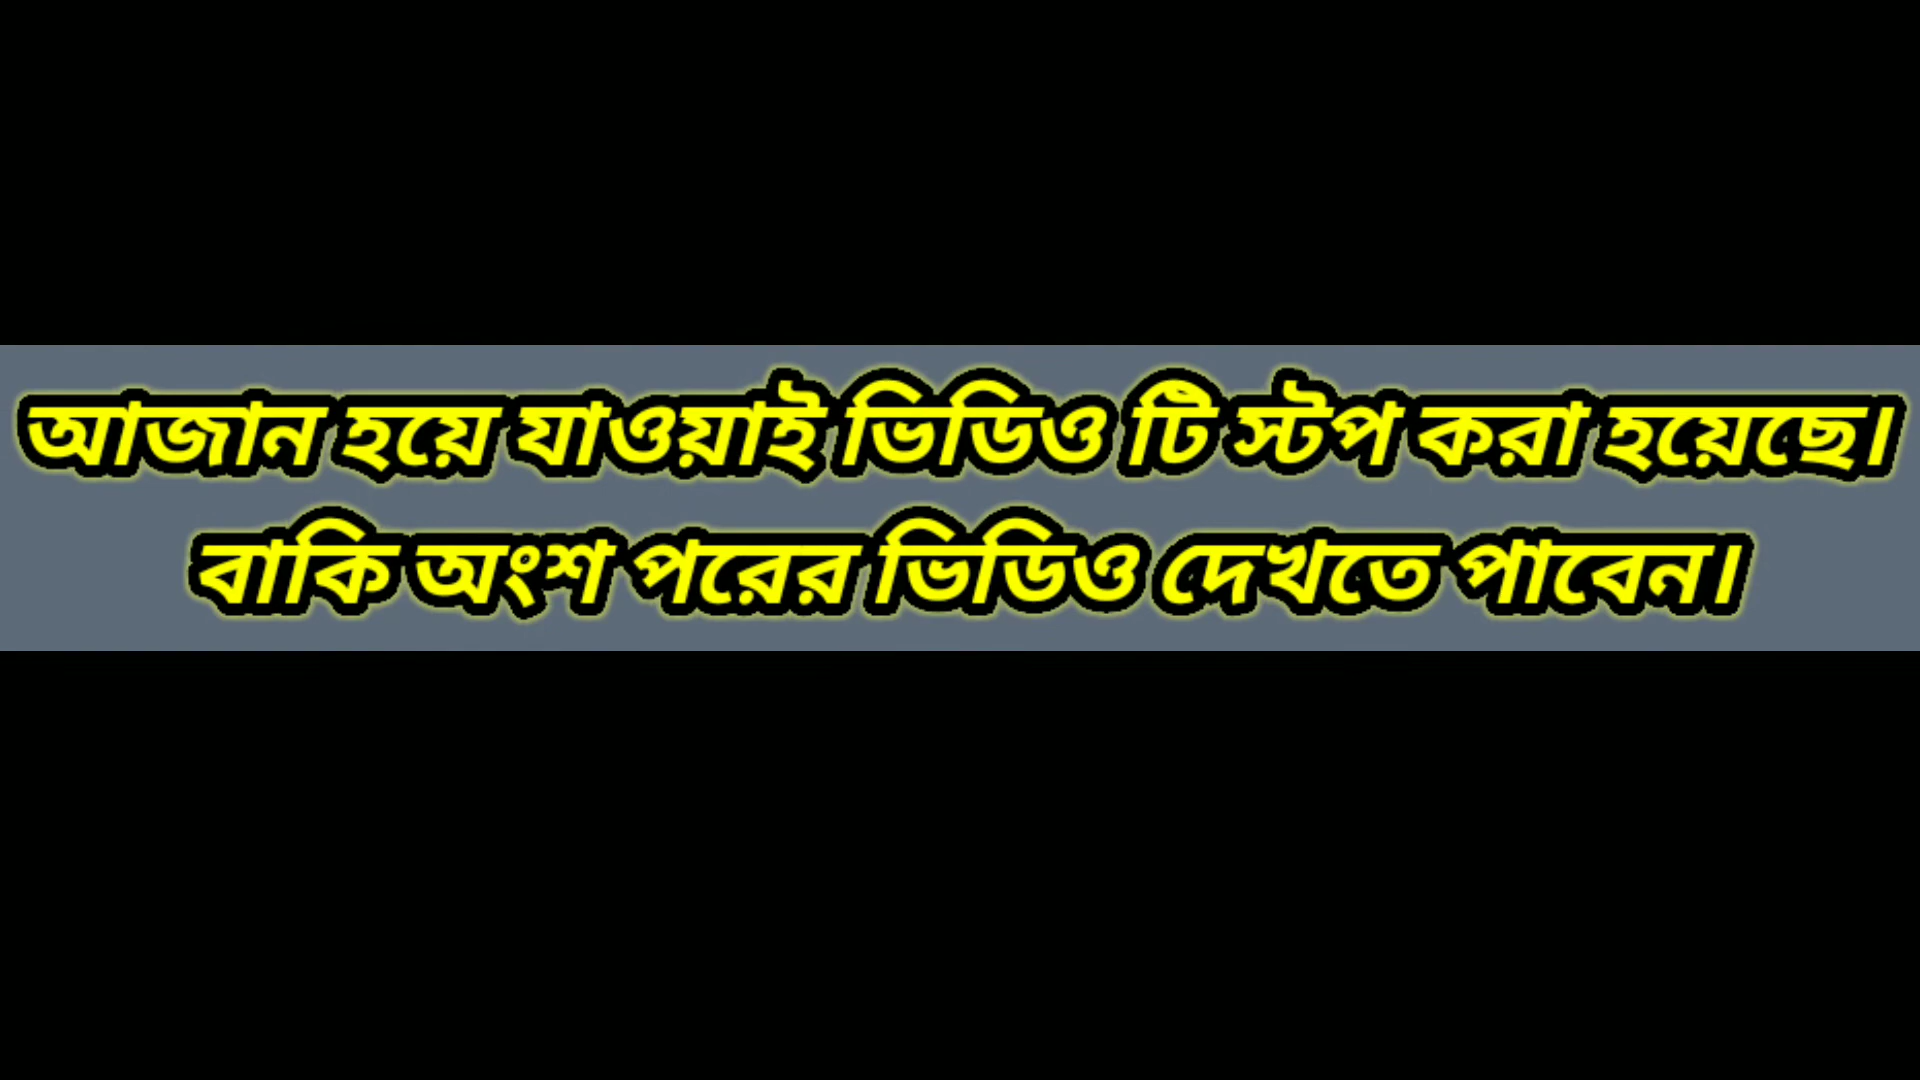 আজান হয়ে যাওয়াই ভিডিও টি স্টপ করা হয়েছে।
বাকি অংশ পরের ভিডিও দেখতে পাবেন।